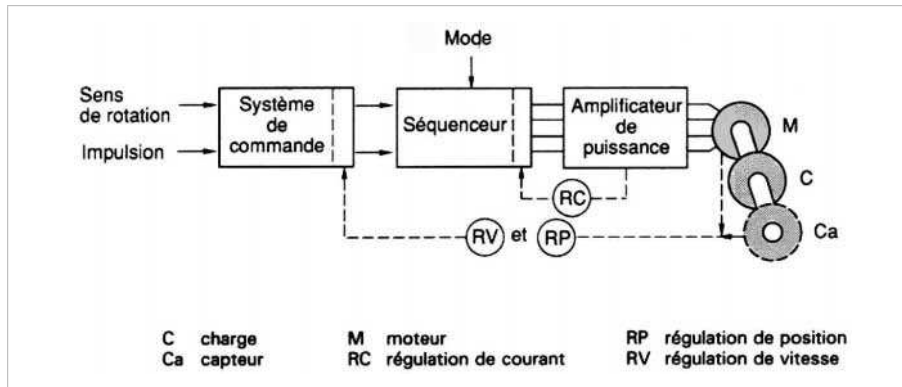 Mode
Sens
de rotation
Impulsion
Système
de
commande
Séquenceur
Amplificateur
de
puissance
M
C
Ca
RC
RV et RP
C charge M moteur RP régulation de position
Ca capteur RC régulation de courant RV régulation de vitesse